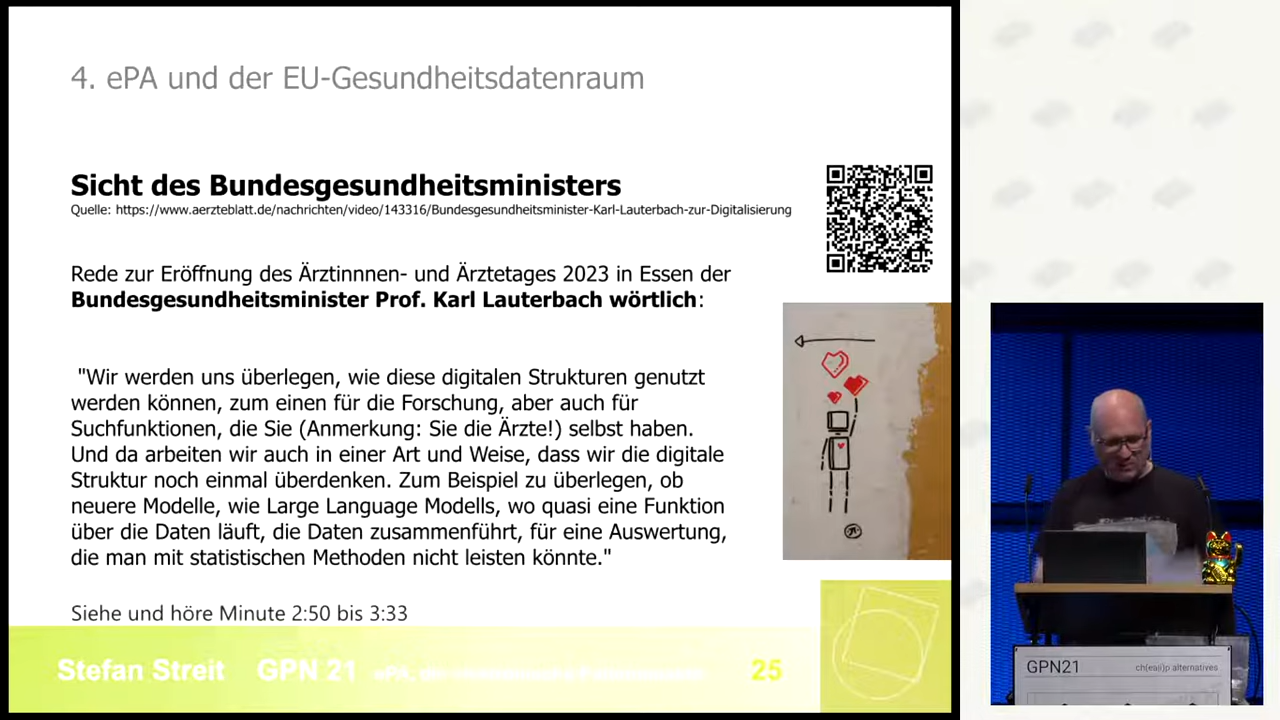 4. ePA und der EU-Gesundheitsdatenraum
Sicht des Bundesgesundheitsministers
Quelle: https://www.aerzteblatt.de/nachrichten/video/143316/Bundesgesundheitsminister-Karl-Lauterbach-zur-Digitalisierung
Rede zur Eröffnung des Ärztinnnen- und Ärztetages 2023 in Essen der
Bundesgesundheitsminister Prof. Karl Lauterbach wörtlich:
"Wir werden uns überlegen, wie diese digitalen Strukturen genutzt
werden können, zum einen für die Forschung, aber auch für
Suchfunktionen, die Sie (Anmerkung: Sie die Ärzte!) selbst haben.
Und da arbeiten wir auch in einer Art und Weise, dass wir die digitale
Struktur noch einmal überdenken. Zum Beispiel zu überlegen, ob
neuere Modelle, wie Large Language Modells, wo quasi eine Funktion
über die Daten läuft, die Daten zusammenführt, für eine Auswertung,
die man mit statistischen Methoden nicht leisten könnte."
Siehe und höre Minute 2:50 bis 3:33
Stefan Streit GPN 21
25
GPN21
ch(ea|i)p alternatives